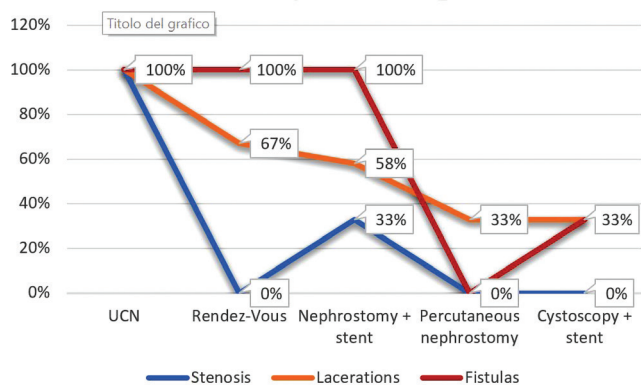 120%
Titolo del grafico
100%
100%
100%
100%
80%
67%
60%
58%
40%
33%
33%
33%
20%
0%
0%
0%
0%
UCN
Rendez-Vous
Nephrostomy +
stent
Percutaneous
nephrostomy
Cystoscopy +
stent
Stenosis
Lacerations
Fistulas